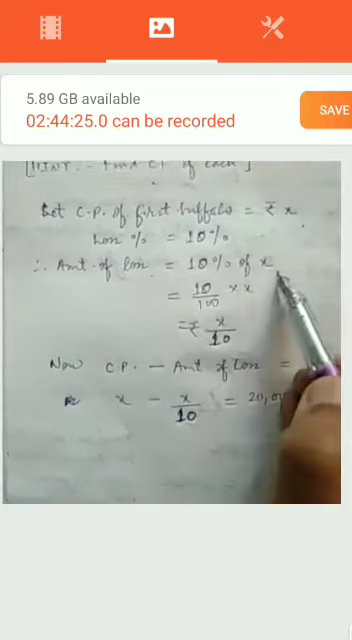 5.89 GB available
02:44:25.0 can be recorded
SAVE
Let C.P. of first buffalo = ₹ x
Loss % = 10%
∴ Amt. of loss = 10% of x
= 10/100 × x
= ₹ x/10
Now C.P. - Amt of loss =
x - x/10 = 20,0